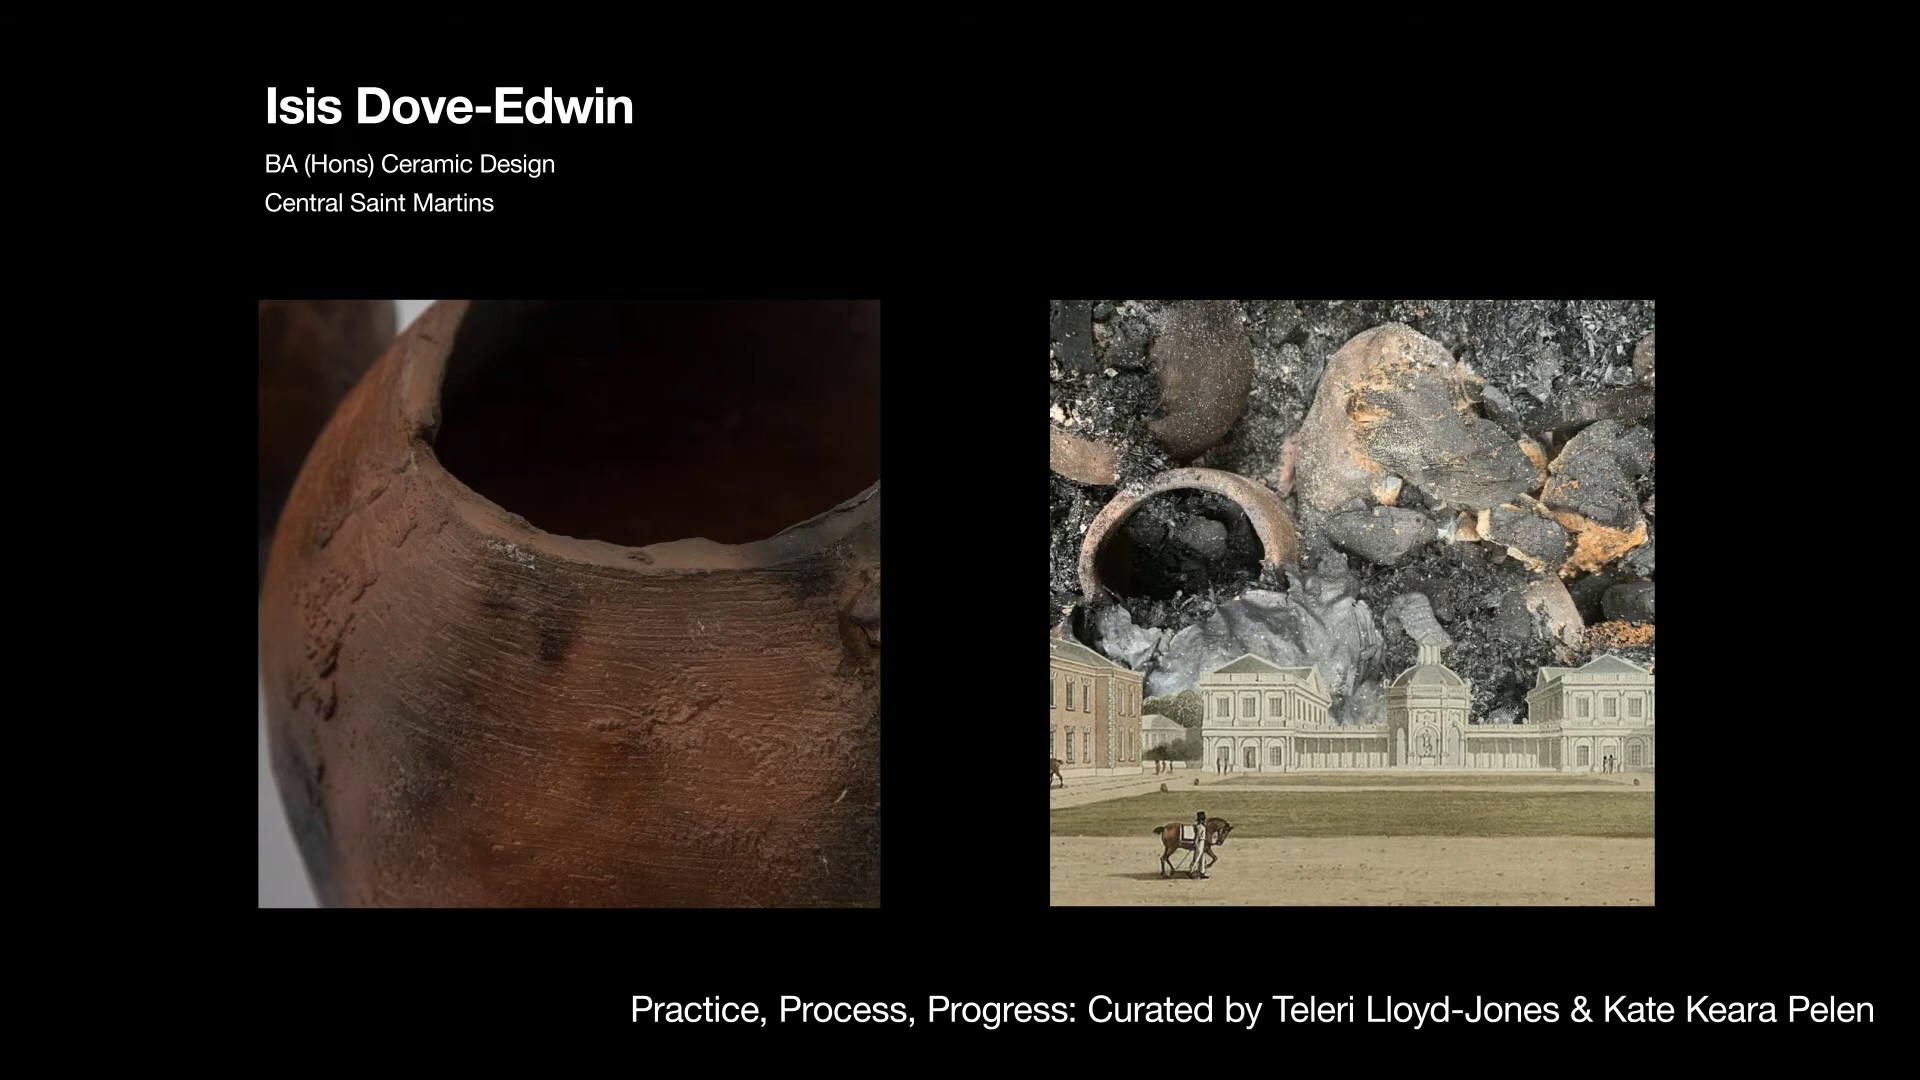 Isis Dove-Edwin
BA (Hons) Ceramic Design
Central Saint Martins
Practice, Process, Progress: Curated by Teleri Lloyd-Jones & Kate Keara Pelen